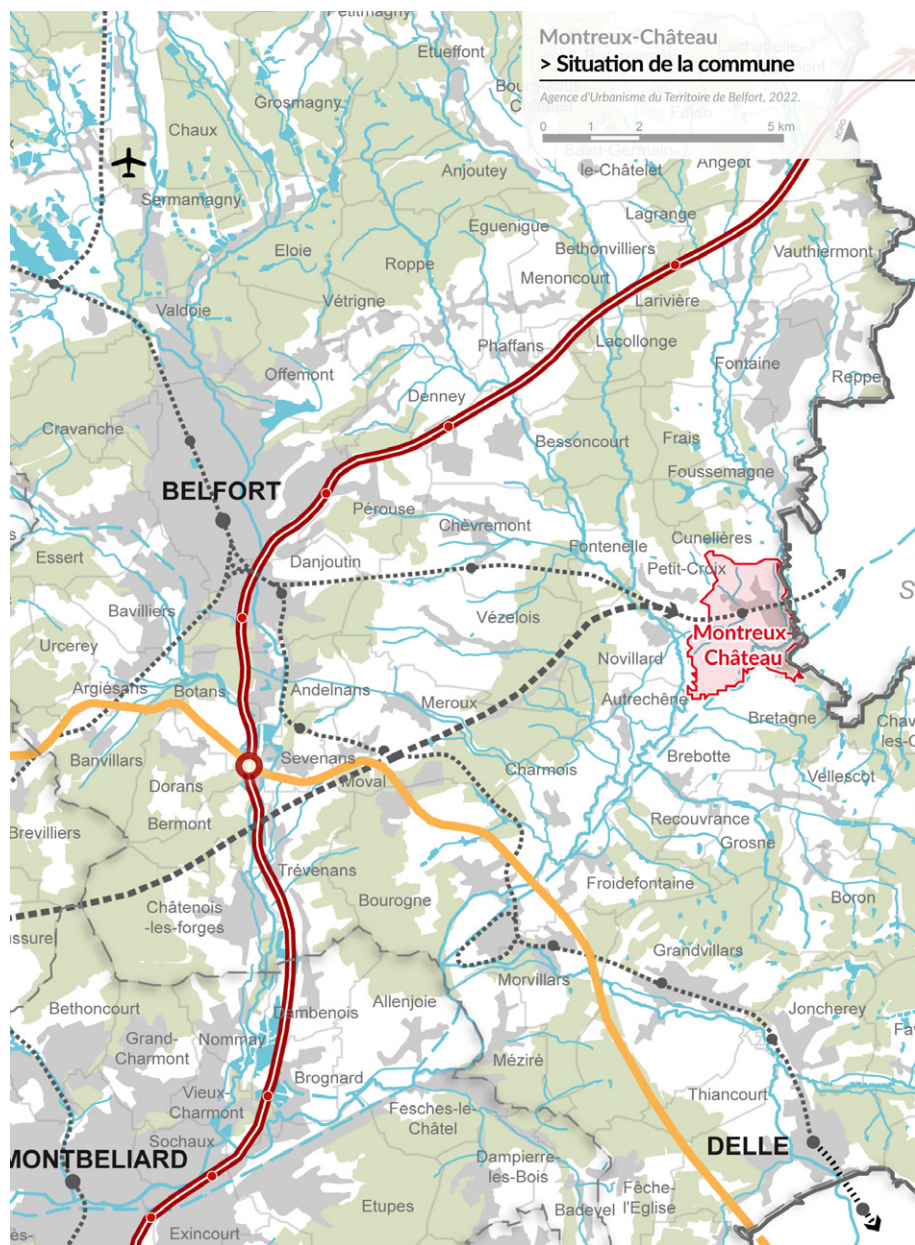 Montreux-Château
> Situation de la commune
Agence d'Urbanisme du Territoire de Belfort, 2022.
0 1 2 5 km
NORD
Petitmagny
Etueffont
Grosmagny
Chaux
Anjoutey
Saint-Germain-
le-Châtelet
Angeot
Sermamagny
Lagrange
Eguenigue
Eloie
Roppe
Bethonvilliers
Vauthiermont
Menoncourt
Vétrigne
Larivière
Valdoie
Phaffans
Lacollonge
Fontaine
Offemont
Reppe
Denney
Cravanche
Bessoncourt
Frais
Foussemagne
BELFORT
Pérouse
Chèvremont
Cunelières
Essert
Danjoutin
Fontenelle
Petit-Croix
Bavilliers
Vézelois
S
Urcerey
Montreux-
Château
Novillard
Argiésans
Botans
Andelnans
Meroux
Autrechêne
Bretagne
Banvillars
Sevenans
Brebotte
Dorans
Moval
Charmois
Vellescot
Bermont
Brevilliers
Recouvrance
Grosne
Trévenans
Froidefontaine
Bourogne
Boron
Châtenois
-les-forges
Grandvillars
Morvillars
Bethoncourt
Dambenois
Allenjoie
Joncherey
Grand-
Charmont
Nommay
Méziré
Brognard
Vieux-
Charmont
Thiancourt
Fesches-le-
Châtel
Sochaux
MONTBELIARD
DELLE
Dampierre-
les-Bois
Fêche-
l'Eglise
Etupes
Badevel
Exincourt